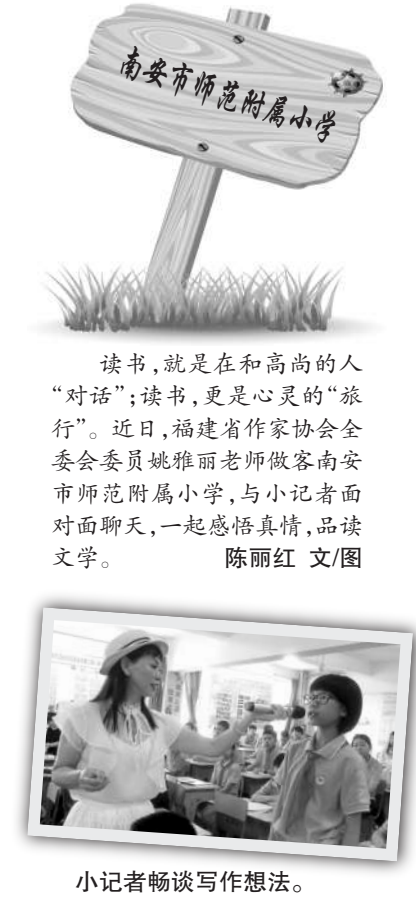 南安市师范附属小学
读书,就是在和高尚的人
“对话”;读书,更是心灵的“旅
行”。近日,福建省作家协会全
委会委员姚雅丽老师做客南安
市师范附属小学,与小记者面
对面聊天,一起感悟真情,品读
文学。 陈丽红 文/图
小记者畅谈写作想法。